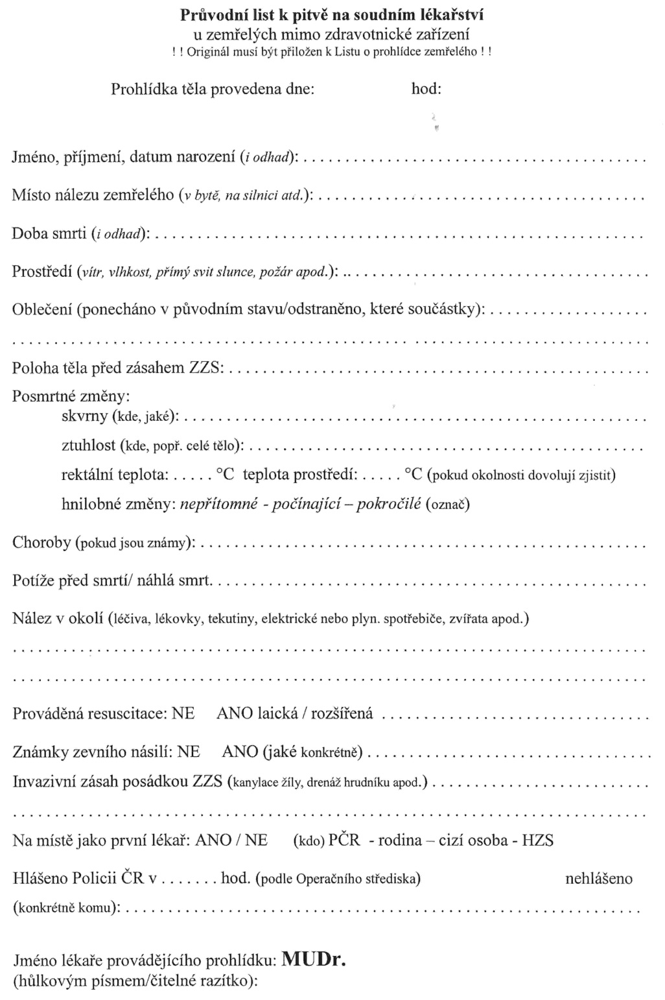 Průvodní list k pitvě na soudním lékařství
u zemřelých mimo zdravotnické zařízení
! ! Originál musí být přiložen k Listu o prohlídce zemřelého ! !
Prohlídka těla provedena dne: hod:
Jméno, příjmení, datum narození (i odhad): . . . . . . . . . . . . . . . . . . . . . . . . . . . . . . . . . . . . . . . . .
Místo nálezu zemřelého (v bytě, na silnici atd.): . . . . . . . . . . . . . . . . . . . . . . . . . . . . . . . . . . . . . . .
Doba smrti (i odhad): . . . . . . . . . . . . . . . . . . . . . . . . . . . . . . . . . . . . . . . . . . . . . . . . . . . . . . . . . .
Prostředí (vítr, vlhkost, přímý svit slunce, požár apod.): .. . . . . . . . . . . . . . . . . . . . . . . . . . . . . . . . . . . .
Oblečení (ponecháno v původním stavu/odstraněno, které součástky): . . . . . . . . . . . . . . . . . . .
. . . . . . . . . . . . . . . . . . . . . . . . . . . . . . . . . . . . . . . . . . . . . . . . . . . . . . . . . . . . . . . . . . . . . . . . . . .
Poloha těla před zásahem ZZS: . . . . . . . . . . . . . . . . . . . . . . . . . . . . . . . . . . . . . . . . . . . . . . . . . .
Posmrtné změny:
skvrny (kde, jaké): . . . . . . . . . . . . . . . . . . . . . . . . . . . . . . . . . . . . . . . . . . . . . . . . . . . . . . .
ztuhlost (kde, popř. celé tělo): . . . . . . . . . . . . . . . . . . . . . . . . . . . . . . . . . . . . . . . . . . . . . . .
rektální teplota: . . . . . °C teplota prostředí: . . . . . °C (pokud okolnosti dovolují zjistit)
hnilobné změny: nepřítomné - počínající – pokročilé (označ)
Choroby (pokud jsou známy): . . . . . . . . . . . . . . . . . . . . . . . . . . . . . . . . . . . . . . . . . . . . . . . . . . . . .
Potíže před smrtí/ náhlá smrt. . . . . . . . . . . . . . . . . . . . . . . . . . . . . . . . . . . . . . . . . . . . . . . . . . . .
Nález v okolí (léčiva, lékovky, tekutiny, elektrické nebo plyn. spotřebiče, zvířata apod.)
. . . . . . . . . . . . . . . . . . . . . . . . . . . . . . . . . . . . . . . . . . . . . . . . . . . . . . . . . . . . . . . . . . . . . . . . . . .
. . . . . . . . . . . . . . . . . . . . . . . . . . . . . . . . . . . . . . . . . . . . . . . . . . . . . . . . . . . . . . . . . . . . . . . . . . .
Prováděná resuscitace: NE ANO laická / rozšířená . . . . . . . . . . . . . . . . . . . . . . . . . . . . . . . .
Známky zevního násilí: NE ANO (jaké konkrétně) . . . . . . . . . . . . . . . . . . . . . . . . . . . . . . . . . .
Invazivní zásah posádkou ZZS (kanylace žíly, drenáž hrudníku apod.) . . . . . . . . . . . . . . . . . . . . . . . . . .
. . . . . . . . . . . . . . . . . . . . . . . . . . . . . . . . . . . . . . . . . . . . . . . . . . . . . . . . . . . . . . . . . . . . . . . . . . .
Na místě jako první lékař: ANO / NE (kdo) PČR - rodina – cizí osoba - HZS
Hlášeno Policii ČR v . . . . . . . hod. (podle Operačního střediska) nehlášeno
(konkrétně komu): . . . . . . . . . . . . . . . . . . . . . . . . . . . . . . . . . . . . . . . . . . . . . . . . . . . . . . . . . . . . .
Jméno lékaře provádějícího prohlídku: MUDr.
(hůlkovým písmem/čitelné razítko):